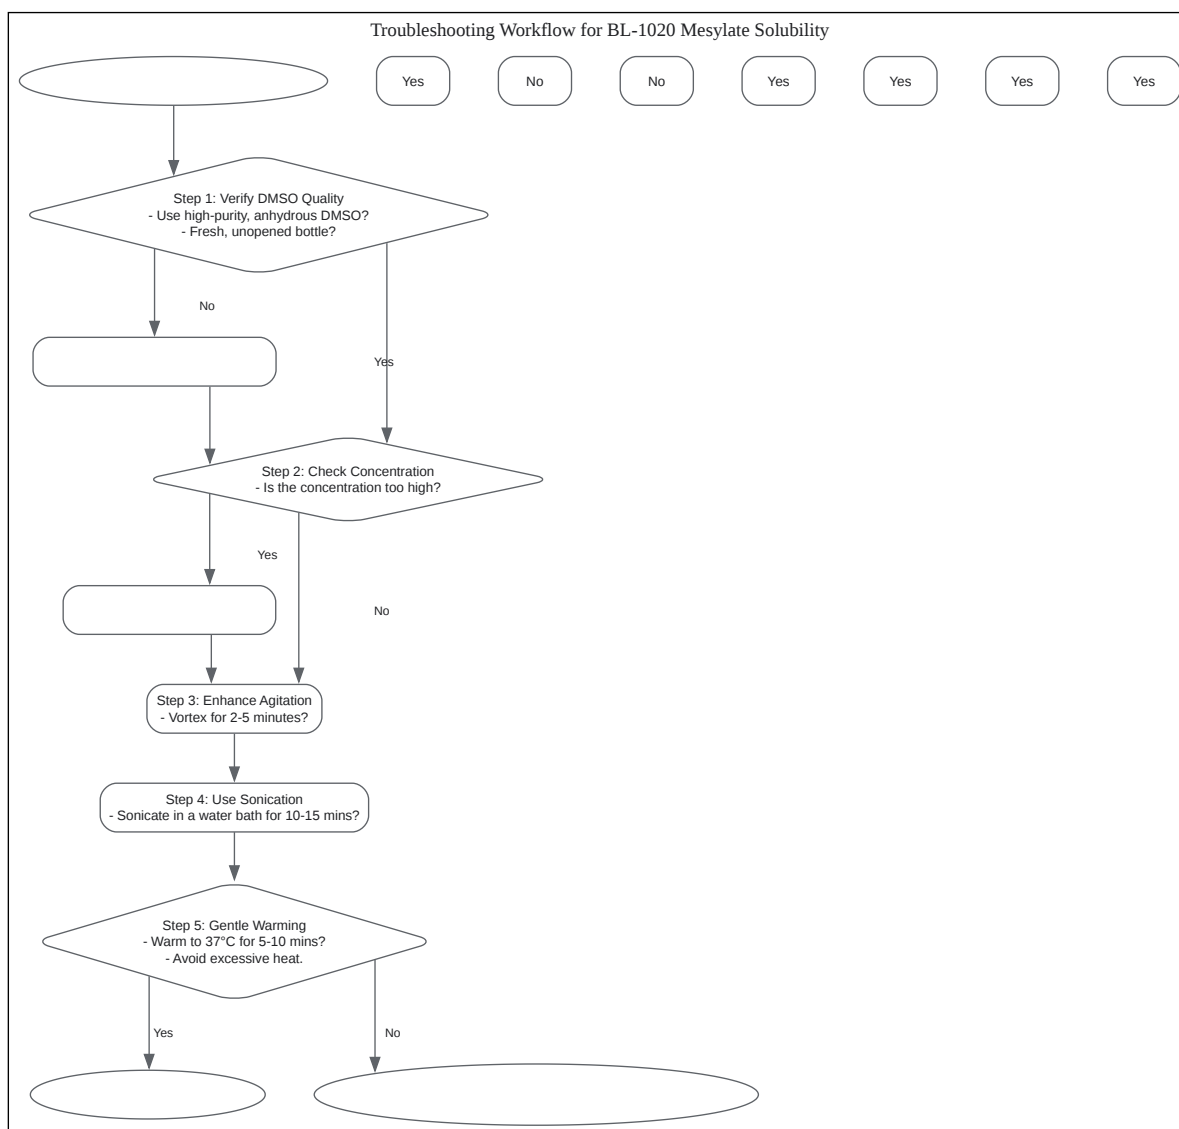 Troubleshooting Workflow for BL-1020 Mesylate Solubility
Yes
No
No
Yes
Yes
Yes
Yes
Step 1: Verify DMSO Quality
- Use high-purity, anhydrous DMSO?
- Fresh, unopened bottle?
No
Yes
Step 2: Check Concentration
- Is the concentration too high?
Yes
No
Step 3: Enhance Agitation
- Vortex for 2-5 minutes?
Step 4: Use Sonication
- Sonicate in a water bath for 10-15 mins?
Step 5: Gentle Warming
- Warm to 37°C for 5-10 mins?
- Avoid excessive heat.
Yes
No